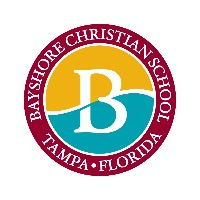 BAYSHORE CHRISTIAN SCHOOL
B
TAMPA • FLORIDA